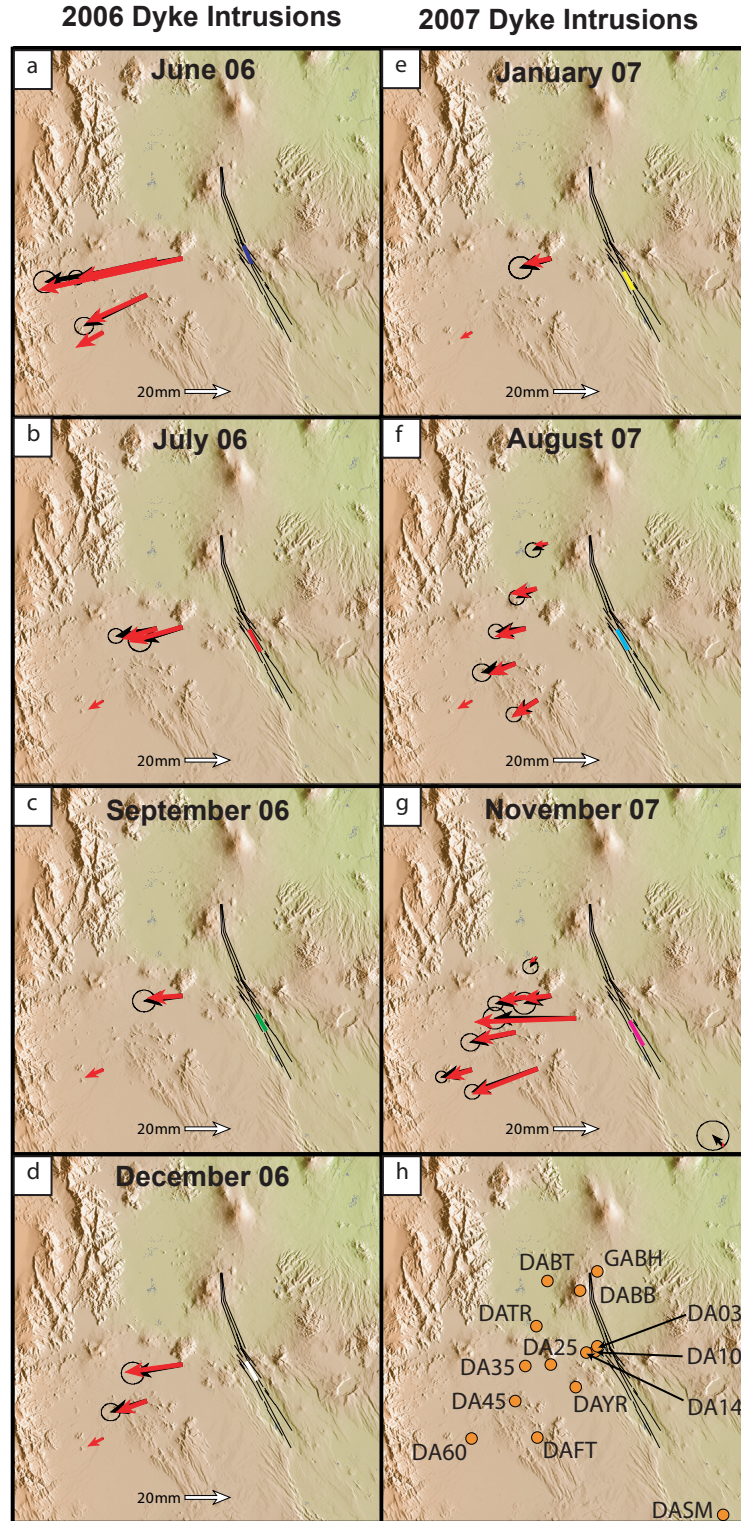 2006 Dyke Intrusions
2007 Dyke Intrusions
a
June 06
20mm
e
January 07
20mm
b
July 06
20mm
f
August 07
20mm
c
September 06
20mm
g
November 07
20mm
d
December 06
20mm
h
GABH
DABT
DABB
DATR
DA03
DA25
DA10
DA35
DA14
DA45
DAYR
DA60
DAFT
DASM